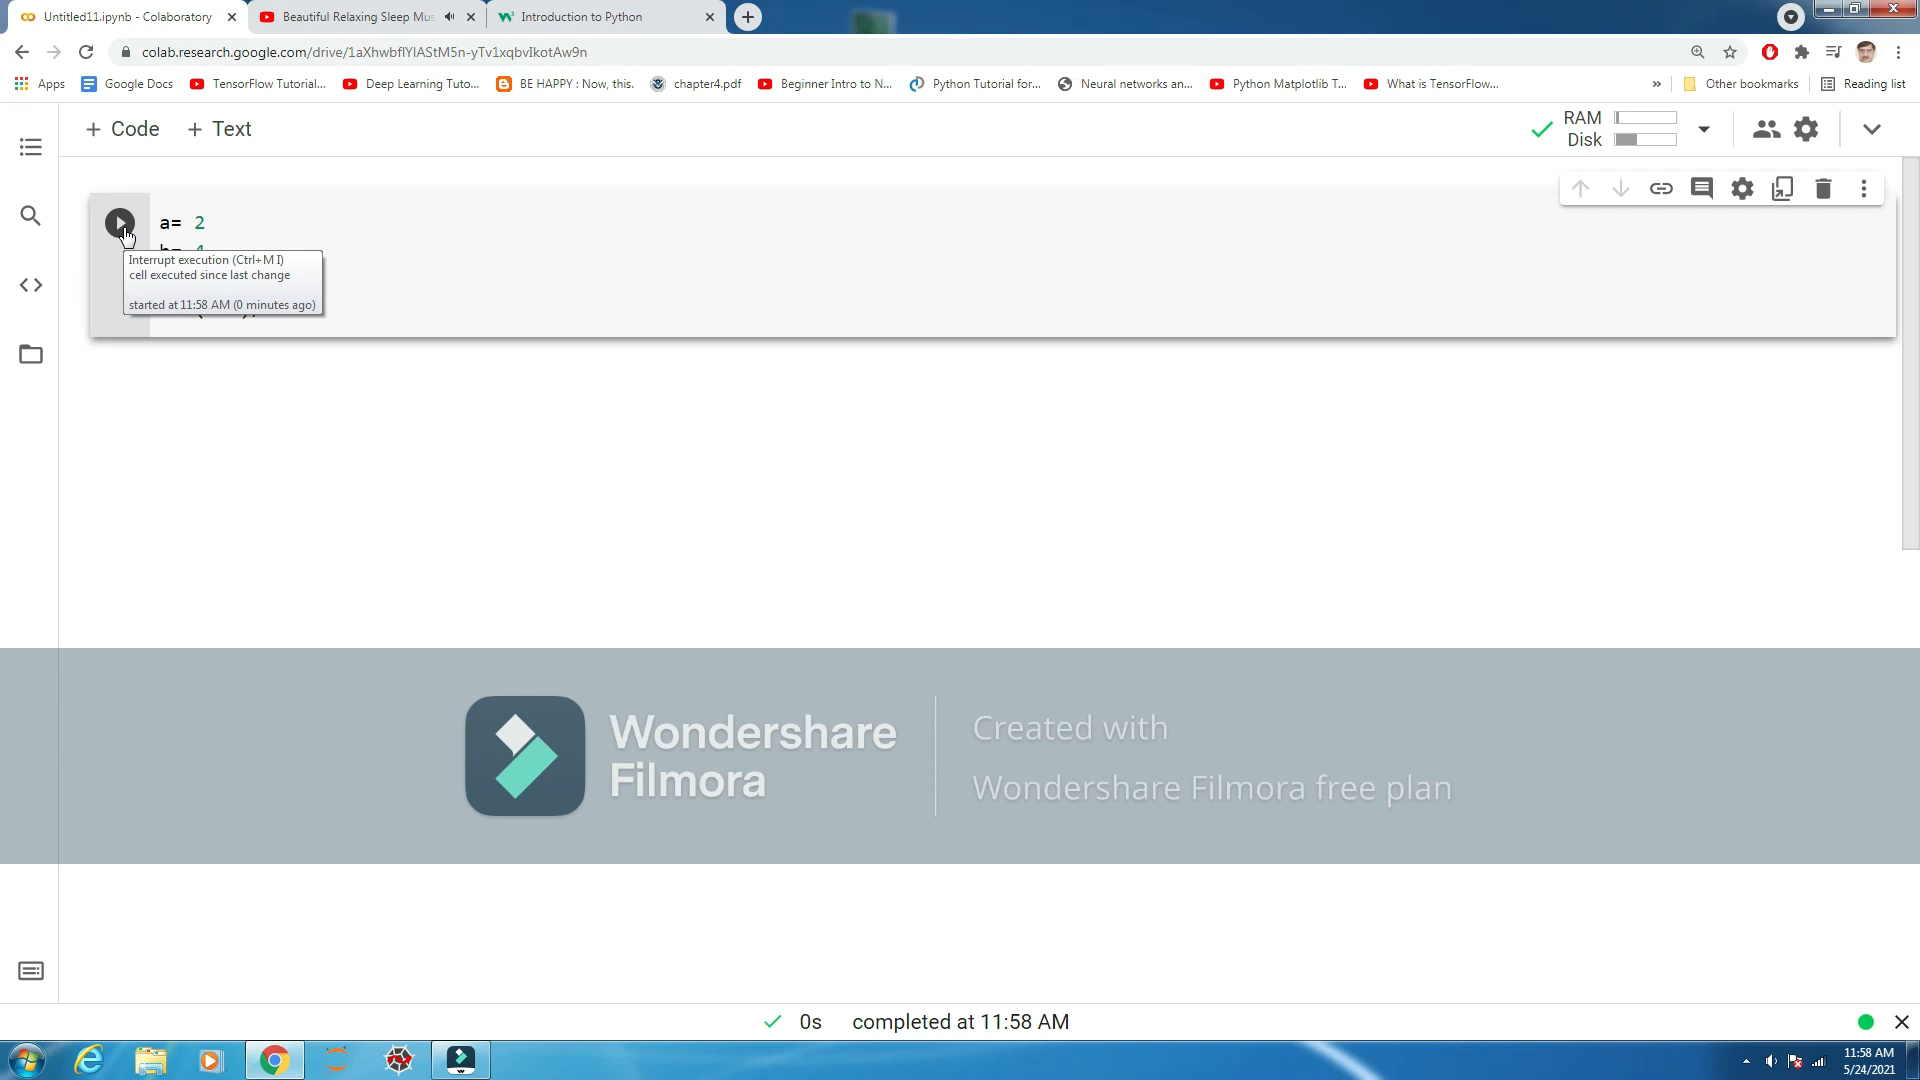 Untitled11.ipynb - Colaboratory
Beautiful Relaxing Sleep Mus
Introduction to Python
colab.research.google.com/drive/1aXhwbflYlAStM5n-yTv1xqbvIkotAw9n
Apps
Google Docs
TensorFlow Tutorial...
Deep Learning Tuto...
BE HAPPY : Now, this.
chapter4.pdf
Beginner Intro to N...
Python Tutorial for...
Neural networks an...
Python Matplotlib T...
What is TensorFlow...
»
Other bookmarks
Reading list
+ Code
+ Text
RAM
Disk
a= 2
Interrupt execution (Ctrl+M I)
cell executed since last change
started at 11:58 AM (0 minutes ago)
Wondershare
Filmora
Created with
Wondershare Filmora free plan
0s completed at 11:58 AM
11:58 AM
5/24/2021